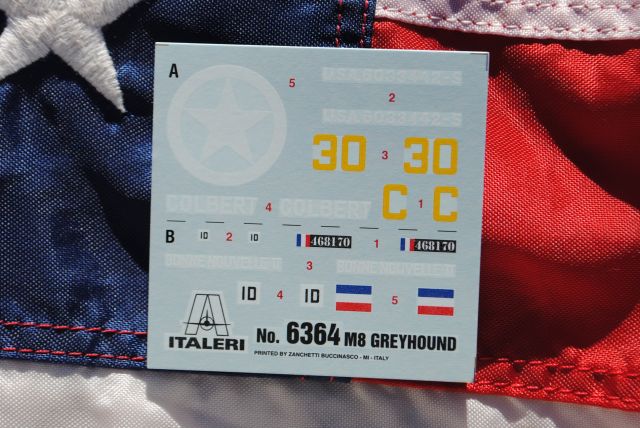 A
5
USA 6033442-S
2
USA 6033442-S
30 3 30
COLBERT 4 COLBERT C 1 C
B 10 2 10 468170 1 468170
BONNE NOUVELLE II 3 BONNE NOUVELLE II
10 4 10 5
ITALERI No. 6364 M8 GREYHOUND
PRINTED BY ZANCHETTI BUCCINASCO - MI - ITALY